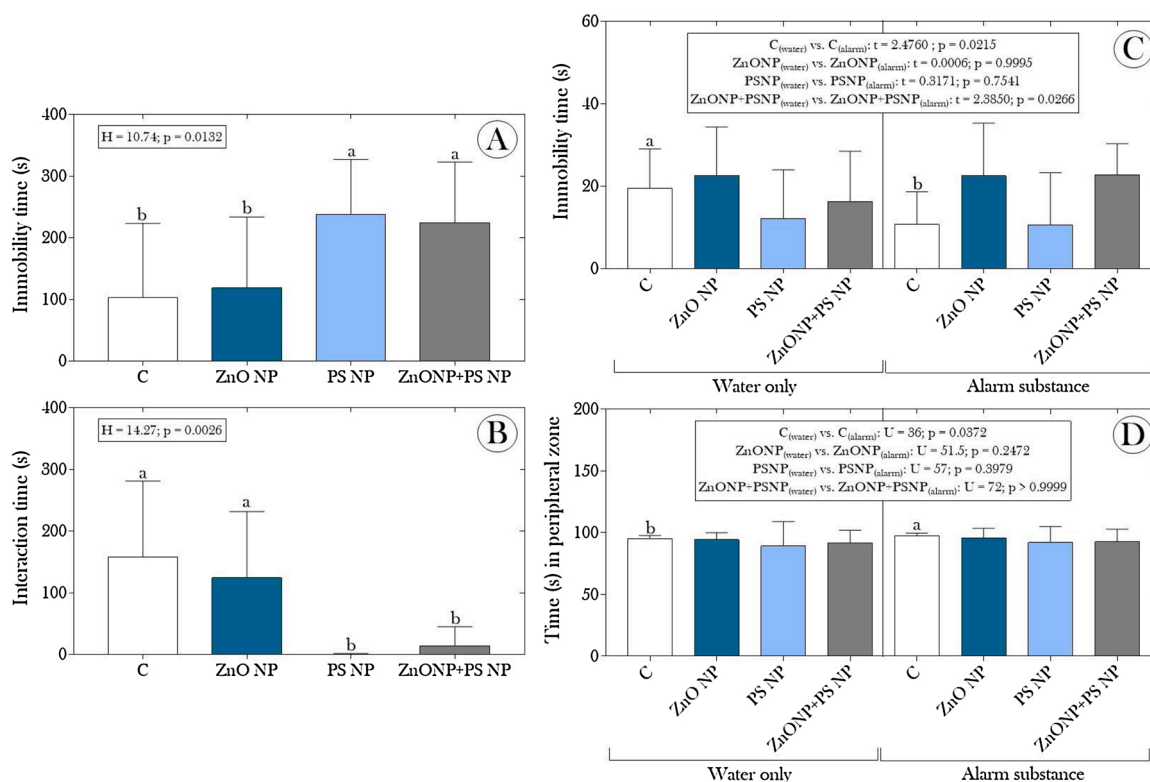 400
300
200
100
0
Immobility time (s)
H = 10.74; p = 0.0132
A
b
b
a
a
C
ZnO NP
PS NP
ZnONP+PS NP
400
300
200
100
0
Interaction time (s)
H = 14.27; p = 0.0026
B
a
a
b
b
C
ZnO NP
PS NP
ZnONP+PS NP
60
40
20
0
Immobility time (s)
C(water) vs. C(alarm): t = 2.4760 ; p = 0.0215
ZnONP(water) vs. ZnONP(alarm): t = 0.0006; p = 0.9995
PSNP(water) vs. PSNP(alarm): t = 0.3171; p = 0.7541
ZnONP+PSNP(water) vs. ZnONP+PSNP(alarm): t = 2.3850; p = 0.0266
C
a
b
C
ZnO NP
PS NP
ZnONP+PS NP
C
ZnO NP
PS NP
ZnONP+PS NP
Water only
Alarm substance
200
150
100
50
0
Time (s) in peripheral zone
C(water) vs. C(alarm): U = 36; p = 0.0372
ZnONP(water) vs. ZnONP(alarm): U = 51.5; p = 0.2472
PSNP(water) vs. PSNP(alarm): U = 57; p = 0.3979
ZnONP+PSNP(water) vs. ZnONP+PSNP(alarm): U = 72; p > 0.9999
D
b
a
C
ZnO NP
PS NP
ZnONP+PS NP
C
ZnO NP
PS NP
ZnONP+PS NP
Water only
Alarm substance